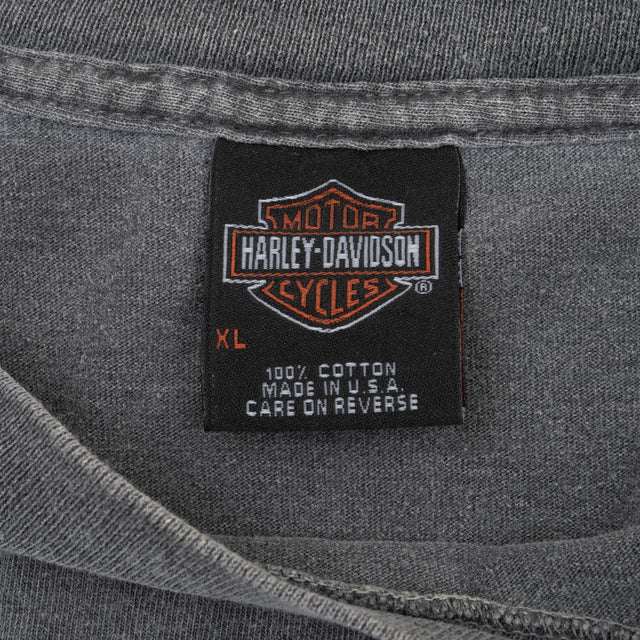 MOTOR
HARLEY-DAVIDSON
CYCLES®
XL
100% COTTON
MADE IN U.S.A.
CARE ON REVERSE